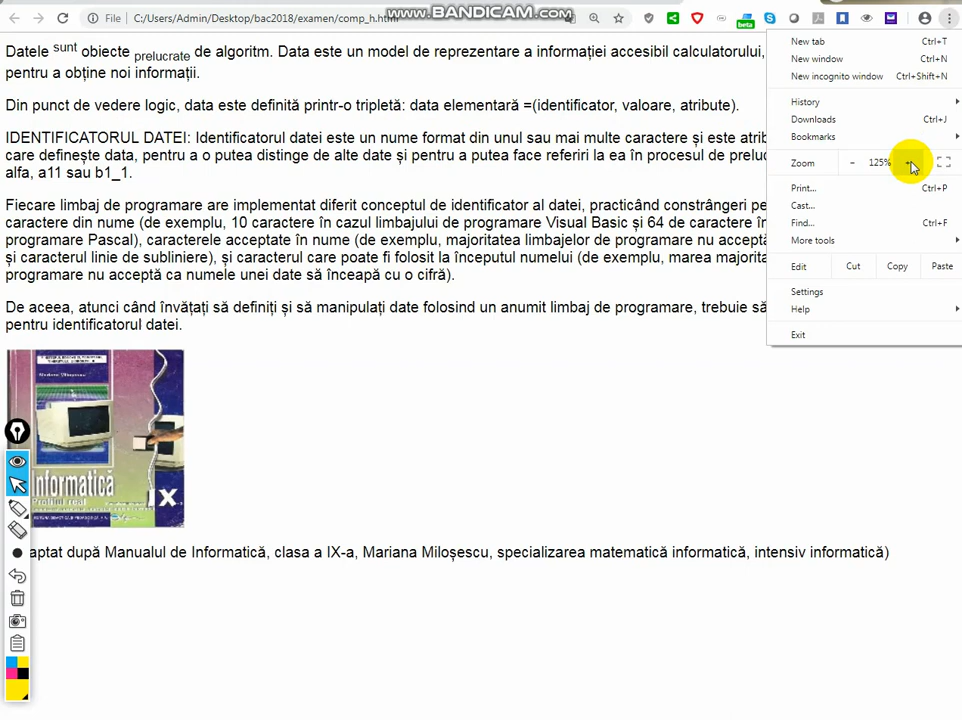 www.BANDICAM.com
File | C:/Users/Admin/Desktop/bac2018/examen/comp_h.html
beta
New tab Ctrl+T
New window Ctrl+N
New incognito window Ctrl+Shift+N
History
Downloads Ctrl+J
Bookmarks
Zoom - 125% +
Print... Ctrl+P
Cast...
Find... Ctrl+F
More tools
Edit Cut Copy Paste
Settings
Help
Exit
Datele sunt obiecte prelucrate de algoritm. Data este un model de reprezentare a informației accesibil calculatorului,
pentru a obține noi informații.
Din punct de vedere logic, data este definită printr-o tripletă: data elementară =(identificator, valoare, atribute).
IDENTIFICATORUL DATEI: Identificatorul datei este un nume format din unul sau mai multe caractere și este atrib
care definește data, pentru a o putea distinge de alte date și pentru a putea face referiri la ea în procesul de preluc
alfa, a11 sau b1_1.
Fiecare limbaj de programare are implementat diferit conceptul de identificator al datei, practicând constrângeri pe
caractere din nume (de exemplu, 10 caractere în cazul limbajului de programare Visual Basic și 64 de caractere în
programare Pascal), caracterele acceptate în nume (de exemplu, majoritatea limbajelor de programare nu accept
și caracterul linie de subliniere), și caracterul care poate fi folosit la începutul numelui (de exemplu, marea majorita
programare nu acceptă ca numele unei date să înceapă cu o cifră).
De aceea, atunci când învățați să definiți și să manipulați date folosind un anumit limbaj de programare, trebuie să
pentru identificatorul datei.
Informatică
Profilul real
IX
aptat după Manualul de Informatică, clasa a IX-a, Mariana Miloșescu, specializarea matematică informatică, intensiv informatică)